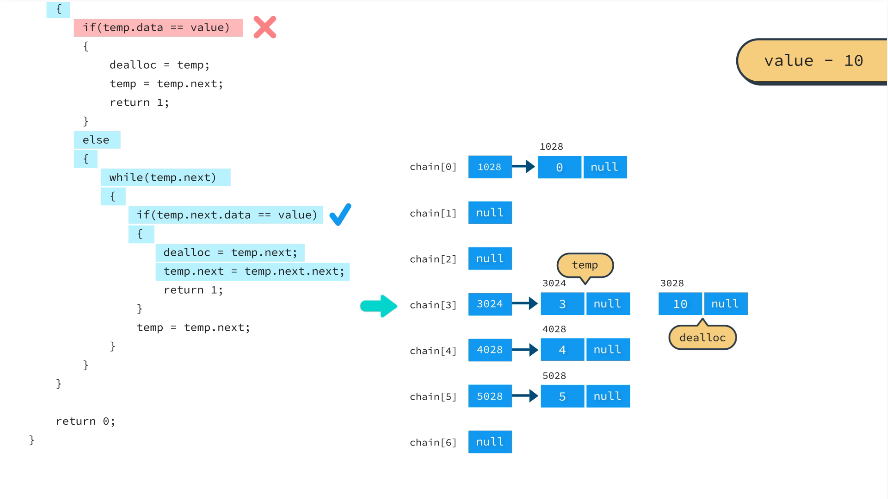 {
if(temp.data == value)
{
dealloc = temp;
temp = temp.next;
return 1;
}
else
{
while(temp.next)
{
if(temp.next.data == value)
{
dealloc = temp.next;
temp.next = temp.next.next;
return 1;
}
temp = temp.next;
}
}
}
return 0;
}
value - 10
1028
chain[0] 1028 0 null
chain[1] null
chain[2] null
temp
3024 3028
chain[3] 3024 3 null 10 null
dealloc
4028
chain[4] 4028 4 null
5028
chain[5] 5028 5 null
chain[6] null